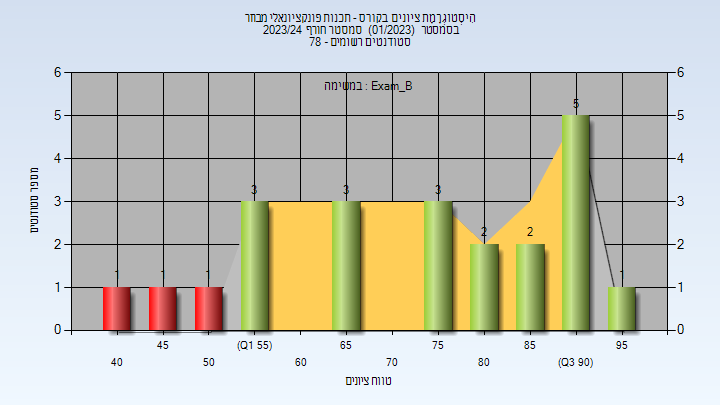 היסטוגרמת ציונים בקורס - תכנות פונקציונאלי מבחר
בסמסטר (01/2023) סמסטר חורף 2023/24
סטודנטים רשומים - 78
במשימה : Exam_B
מספר סטודנטים
6 6
5 5
4 4
3 3
2 2
1 1
0 0
1 1 1 3 3 3 2 2 5 1
45 (Q1 55) 65 75 85 95
40 50 60 70 80 (Q3 90)
טווח ציונים